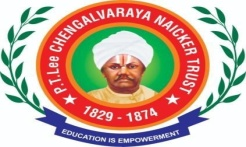 P.T.Lee CHENGALVARAYA NAICKER TRUST
1829 - 1874
EDUCATION IS EMPOWERMENT